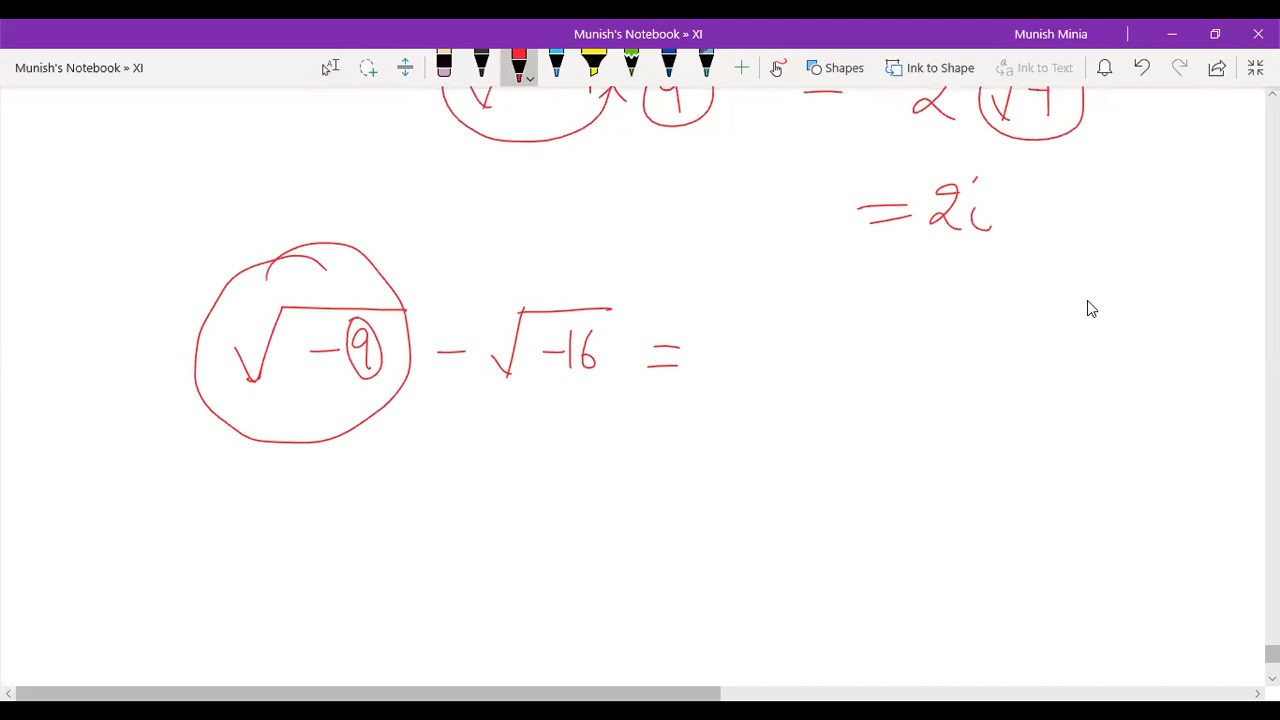 Munish's Notebook » XI
Munish Minia
Munish's Notebook » XI
Shapes
Ink to Shape
Ink to Text
= 2i
√-9 - √-16 =